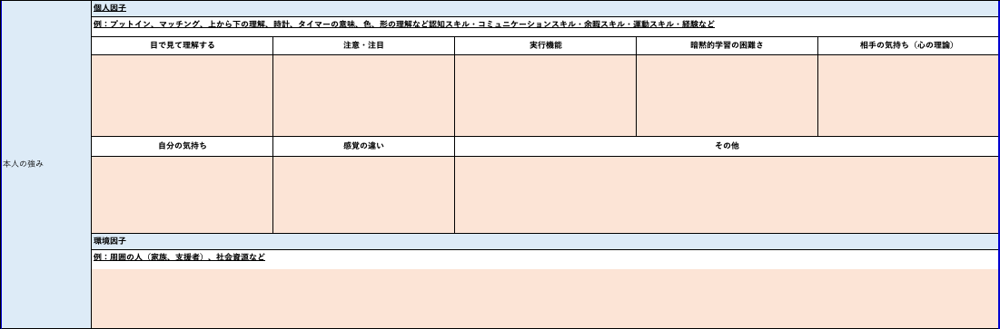 個人因子
例：プットイン、マッチング、上から下の理解、時計、タイマーの意味、色、形の理解など認知スキル・コミュニケーションスキル・余暇スキル・運動スキル・経験など
目で見て理解する 注意・注目 実行機能 暗黙的学習の困難さ 相手の気持ち（心の理論）
自分の気持ち 感覚の違い その他
本人の強み
環境因子
例：周囲の人（家族、支援者）、社会資源など